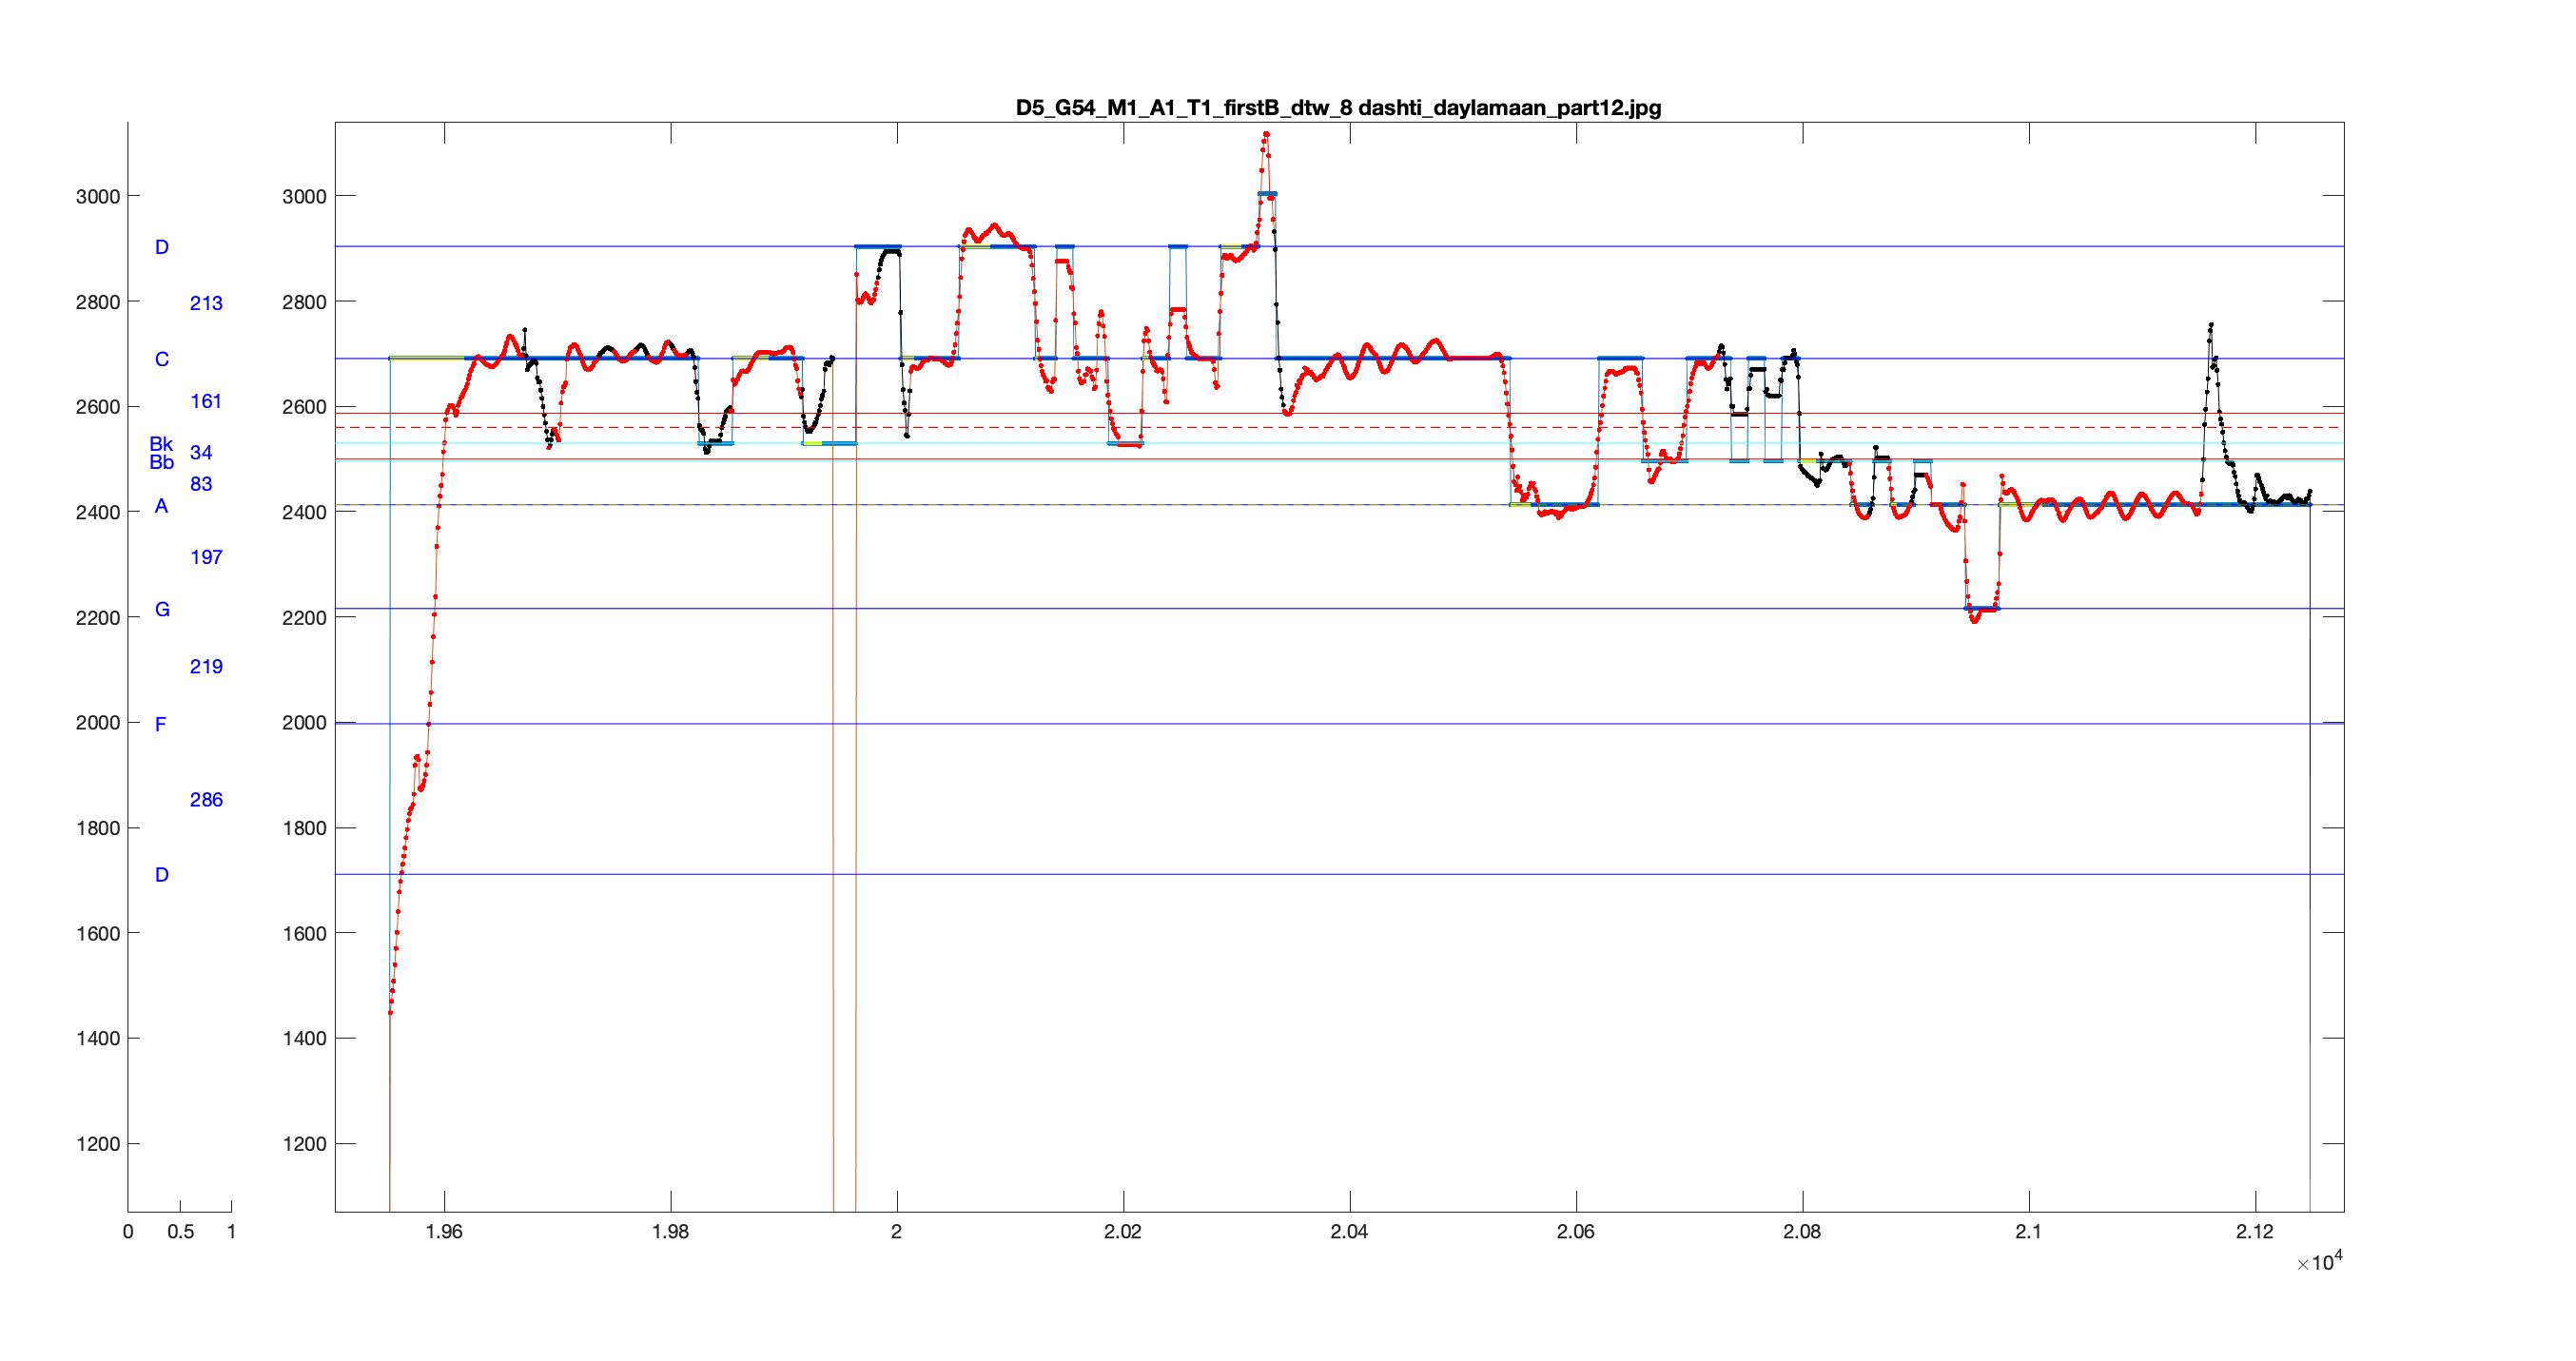 D5_G54_M1_A1_T1_firstB_dtw_8 dashti_daylamaan_part12.jpg
3000 3000
D
2800 213 2800
C
2600 161 2600
Bk 34
Bb
83
A
2400 2400
197
G
2200 2200
219
F
2000 2000
286
1800 1800
D
1600 1600
1400 1400
1200 1200
0 0.5 1 1.96 1.98 2 2.02 2.04 2.06 2.08 2.1 2.12
×10⁴